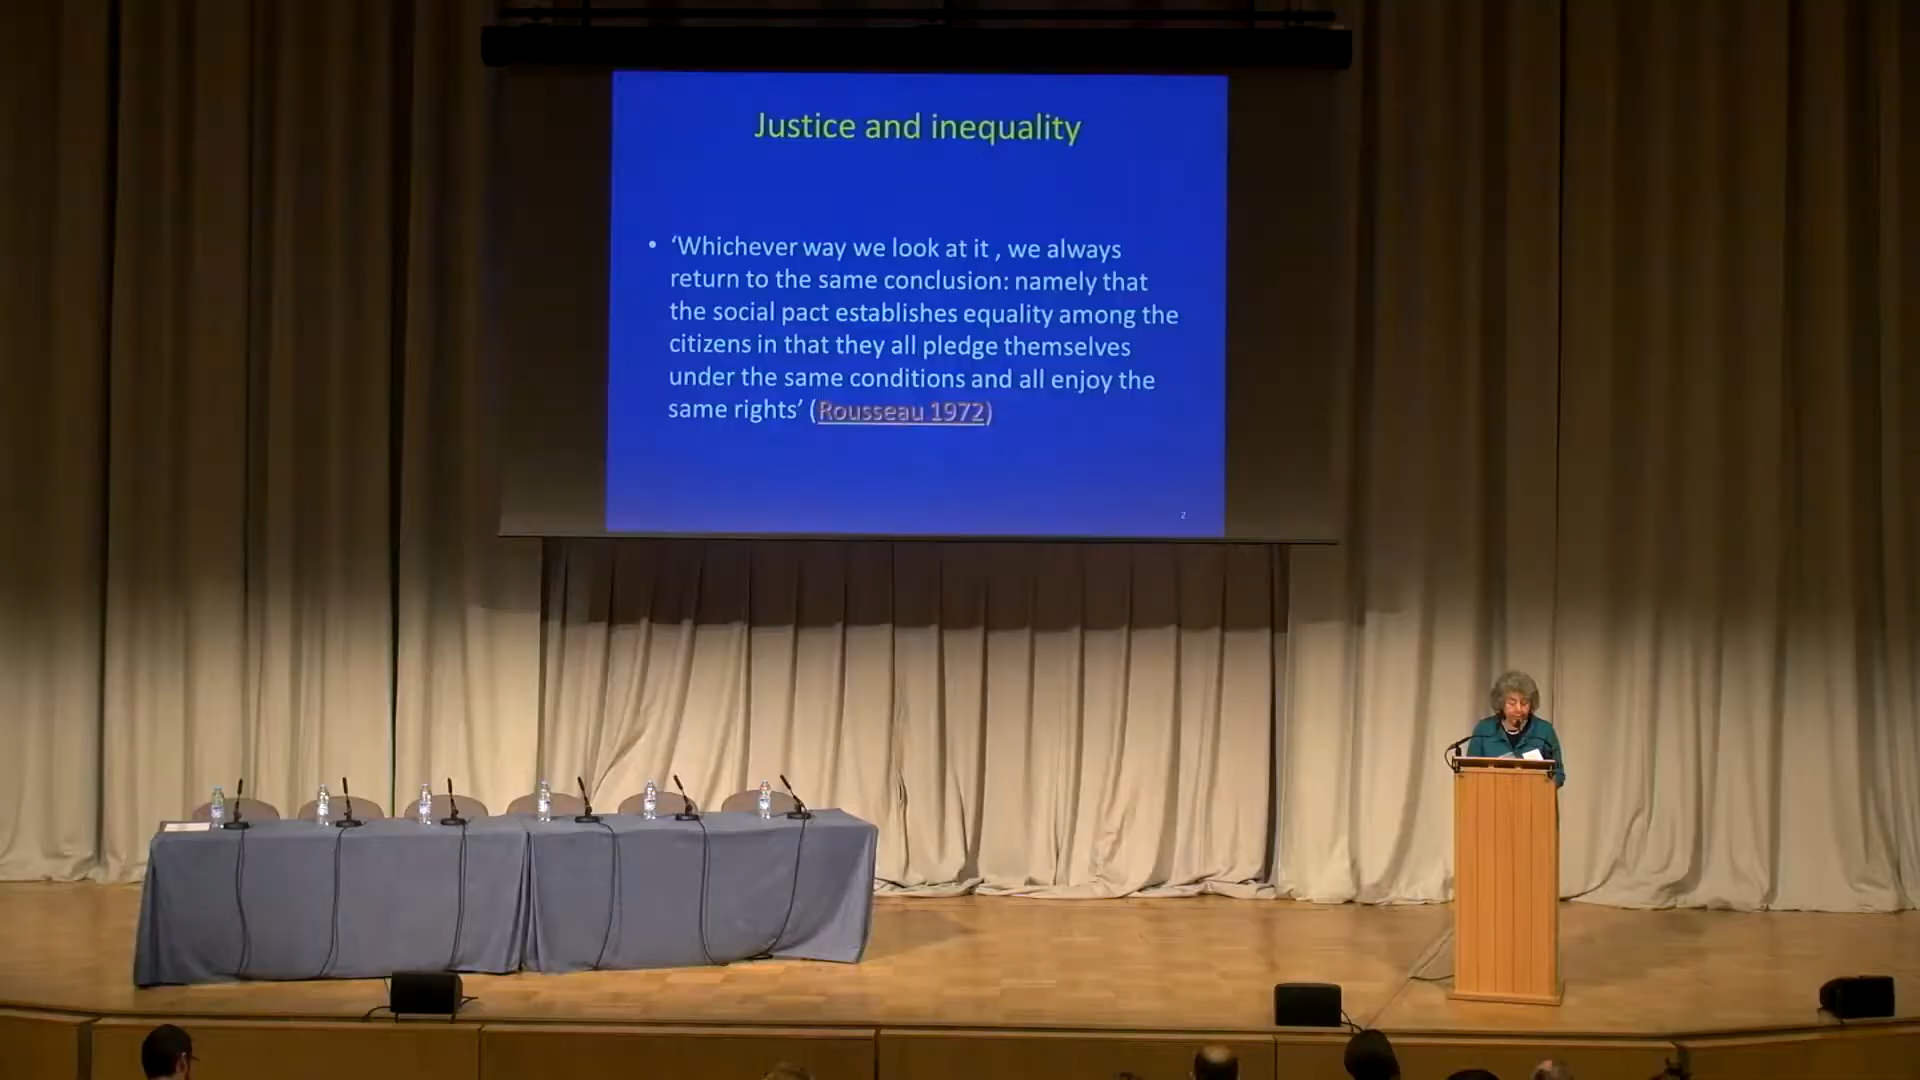 Justice and inequality
• ‘Whichever way we look at it , we always
return to the same conclusion: namely that
the social pact establishes equality among the
citizens in that they all pledge themselves
under the same conditions and all enjoy the
same rights’ (Rousseau 1972)
2